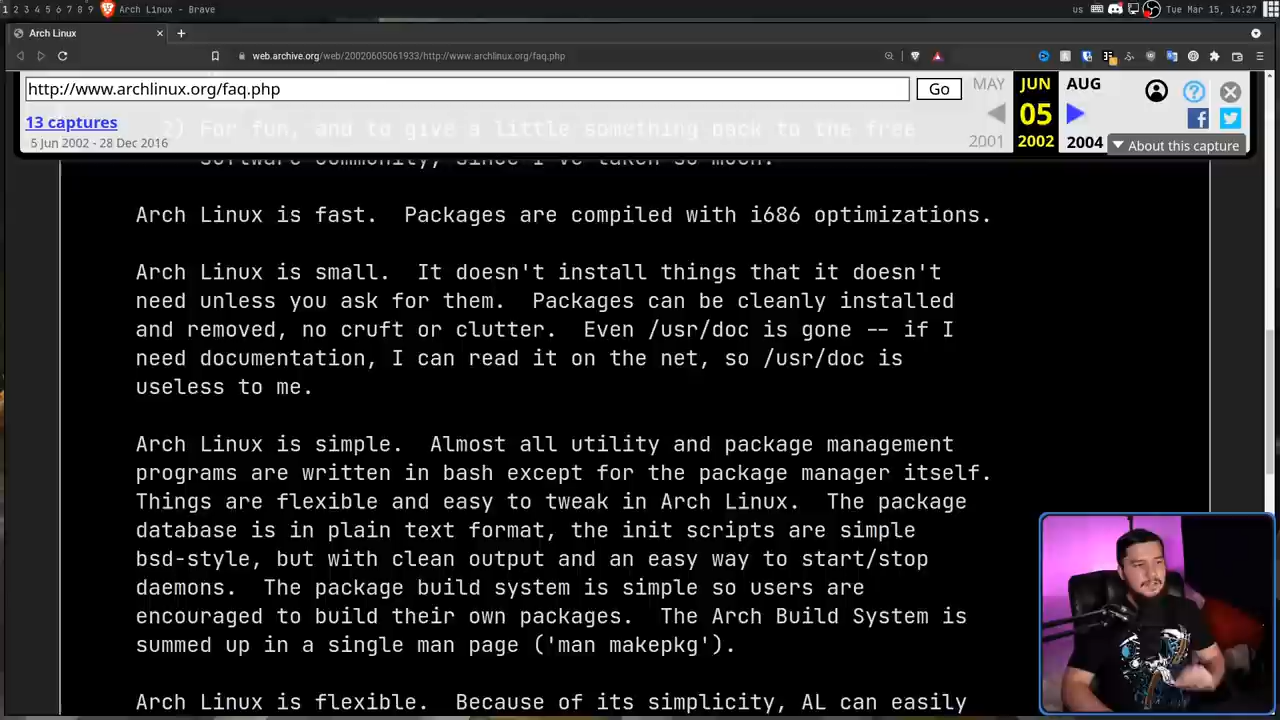 1 2 3 4 5 6 7 8 9 Arch Linux - Brave
us Tue Mar 15, 14:27
Arch Linux × +
web.archive.org/web/20020605061933/http://www.archlinux.org/faq.php
http://www.archlinux.org/faq.php Go
13 captures
5 Jun 2002 - 28 Dec 2016
MAY JUN AUG
05
2001 2002 2004
About this capture
2) For fun, and to give a little something back to the free
software community, since I've taken so much.
Arch Linux is fast.  Packages are compiled with i686 optimizations.
Arch Linux is small.  It doesn't install things that it doesn't
need unless you ask for them.  Packages can be cleanly installed
and removed, no cruft or clutter.  Even /usr/doc is gone -- if I
need documentation, I can read it on the net, so /usr/doc is
useless to me.
Arch Linux is simple.  Almost all utility and package management
programs are written in bash except for the package manager itself.
Things are flexible and easy to tweak in Arch Linux.  The package
database is in plain text format, the init scripts are simple
bsd-style, but with clean output and an easy way to start/stop
daemons.  The package build system is simple so users are
encouraged to build their own packages.  The Arch Build System is
summed up in a single man page ('man makepkg').
Arch Linux is flexible.  Because of its simplicity, AL can easily